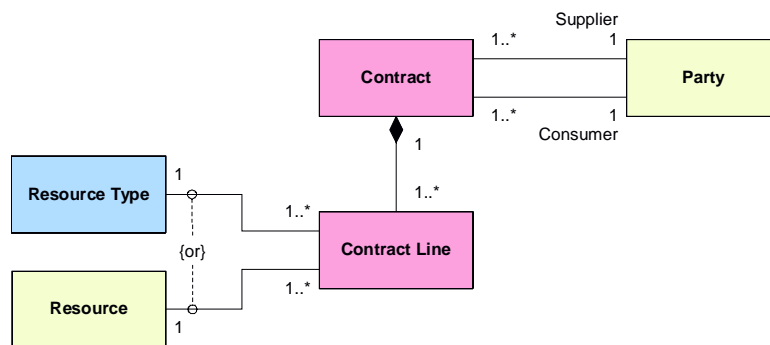 Supplier
1..*
1
Contract
Party
1..*
1
Consumer
1
1
Resource Type
1..*
1..*
{or}
Contract Line
1..*
Resource
1